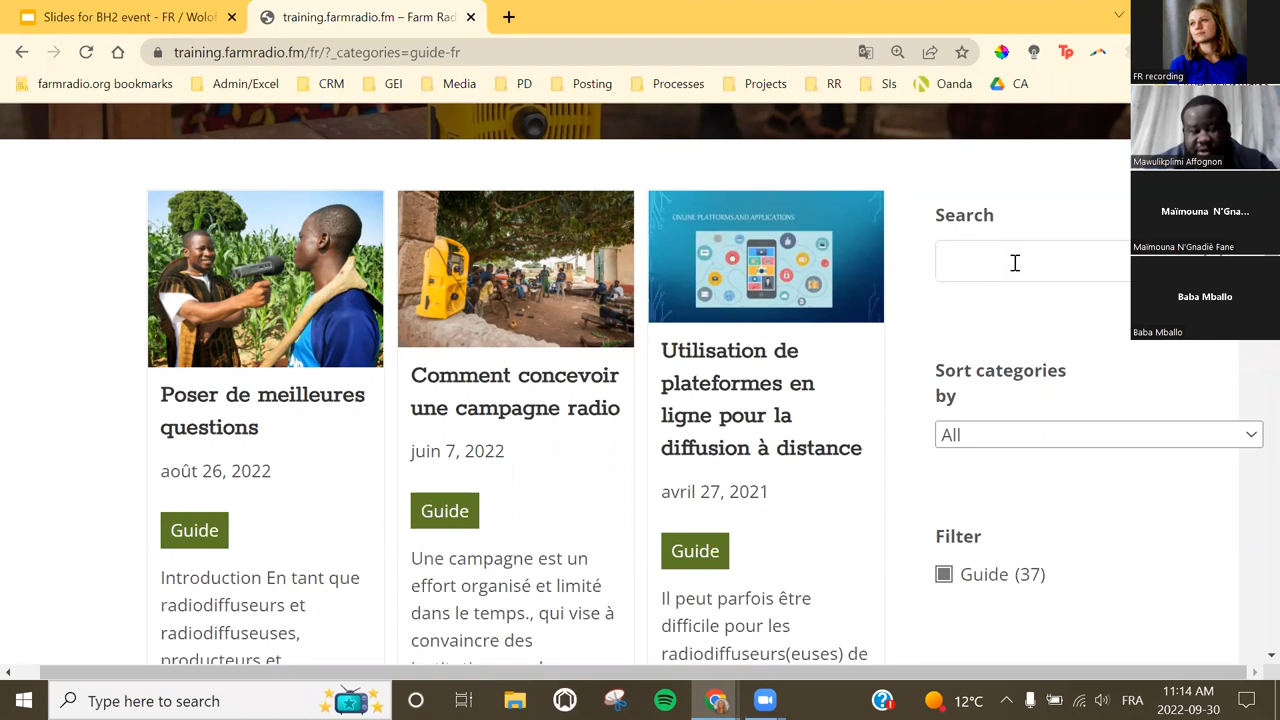 Slides for BH2 event - FR / Wolof
training.farmradio.fm – Farm Rad
training.farmradio.fm/fr/?_categories=guide-fr
farmradio.org bookmarks
Admin/Excel
CRM
GEI
Media
PD
Posting
Processes
Projects
RR
SIs
Oanda
CA
FR recording
Mawulikplimi Affognon
Maïmouna N'Gna...
Maïmouna N'Gnadié Fane
Baba Mballo
Baba Mballo
ONLINE PLATFORMS AND APPLICATIONS
Poser de meilleures
questions
août 26, 2022
Guide
Introduction En tant que
radiodiffuseurs et
radiodiffuseuses,
producteurs et
Comment concevoir
une campagne radio
juin 7, 2022
Guide
Une campagne est un
effort organisé et limité
dans le temps., qui vise à
convaincre des
Utilisation de
plateformes en
ligne pour la
diffusion à distance
avril 27, 2021
Guide
Il peut parfois être
difficile pour les
radiodiffuseurs(euses) de
Search
Sort categories
by
All
Filter
Guide (37)
Type here to search
12°C
FRA
11:14 AM
2022-09-30